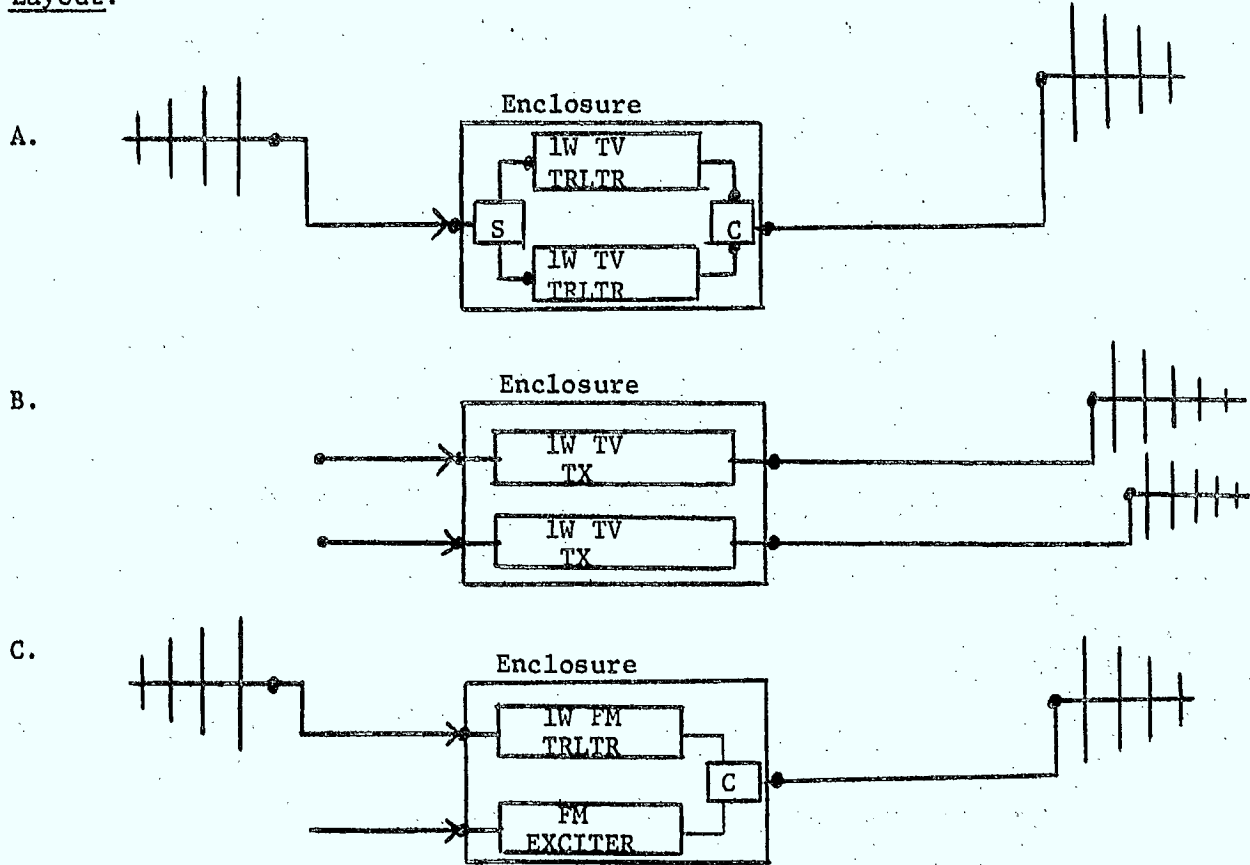 Layout:
A.
Enclosure
1W TV
TRLTR
S
C
1W TV
TRLTR
B.
Enclosure
1W TV
TX
1W TV
TX
C.
Enclosure
1W FM
TRLTR
C
FM
EXCITER